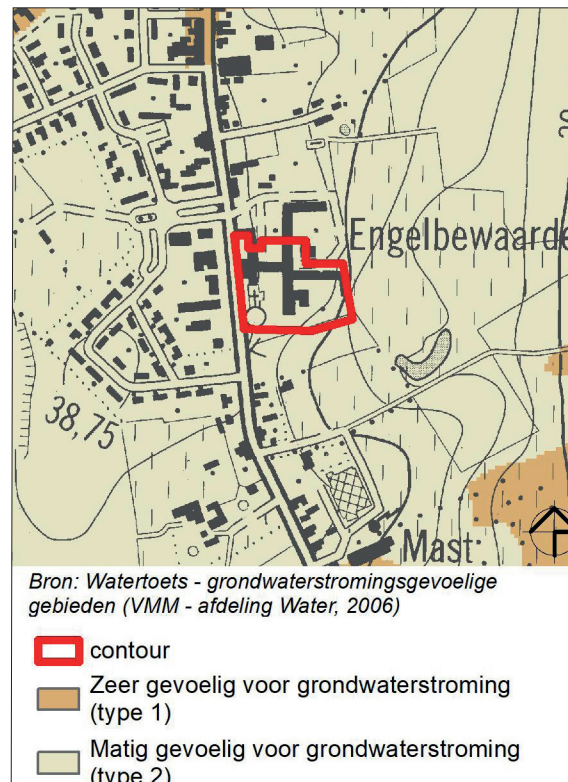 Engelbewaarde
38,75
Mast
Bron: Watertoets - grondwaterstromingsgevoelige
gebieden (VMM - afdeling Water, 2006)
contour
Zeer gevoelig voor grondwaterstroming
(type 1)
Matig gevoelig voor grondwaterstroming
(type 2)